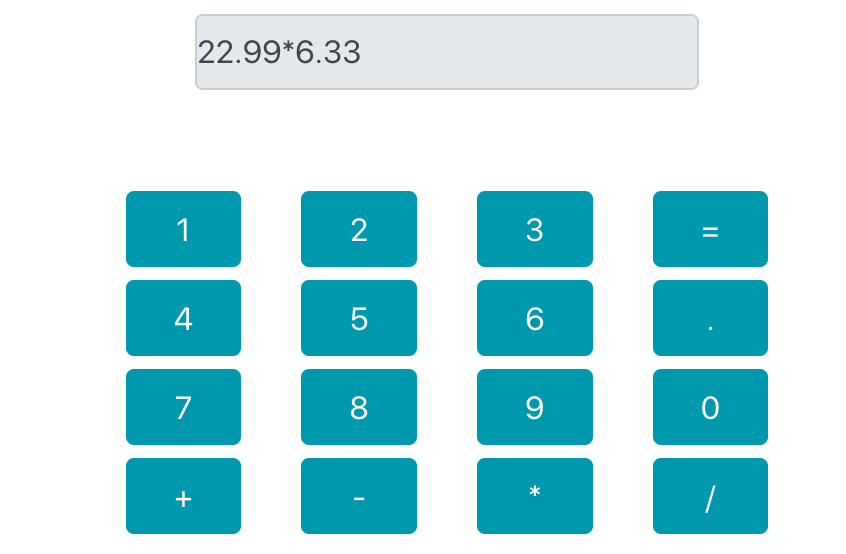 22.99*6.33
1 2 3 =
4 5 6 .
7 8 9 0
+ - * /